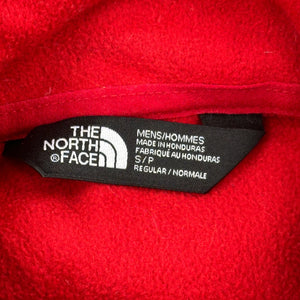 THE
NORTH
®FACE
MENS/HOMMES
MADE IN HONDURAS
FABRIQUÉ AU HONDURAS
S/P
REGULAR / NORMALE